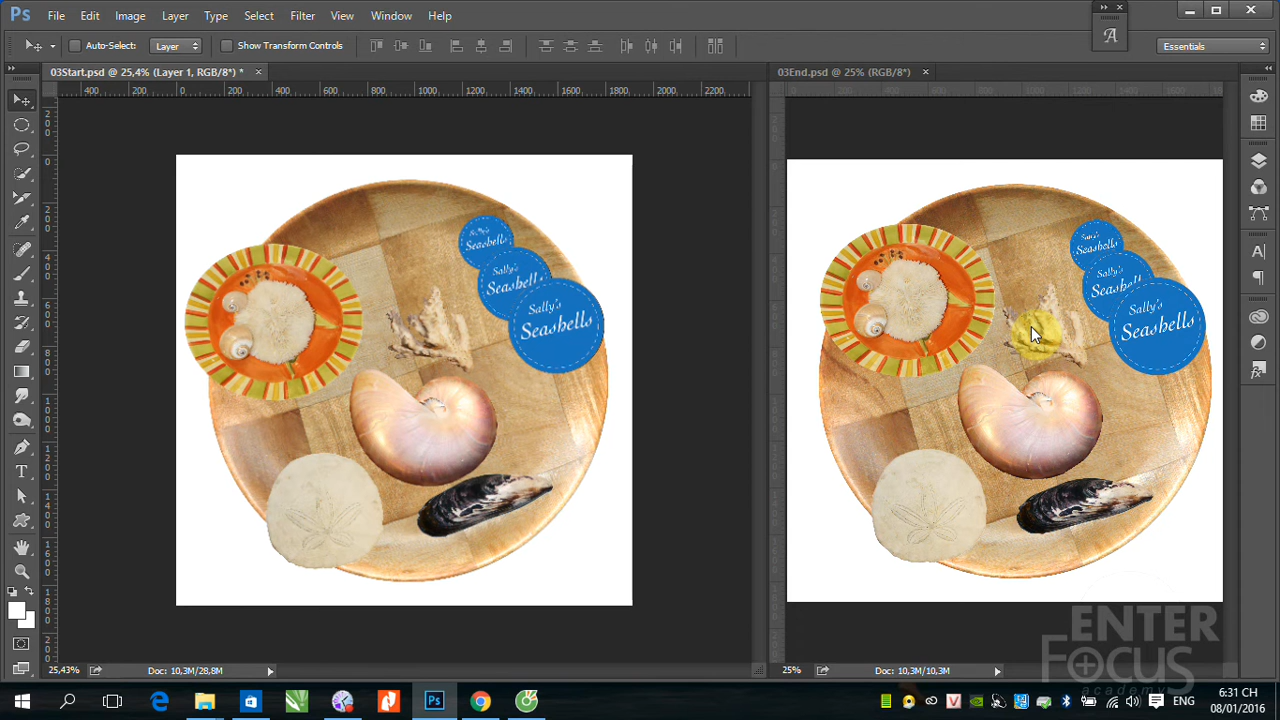 Ps File Edit Image Layer Type Select Filter View Window Help
Auto-Select: Layer Show Transform Controls Essentials
03Start.psd @ 25,4% (Layer 1, RGB/8*) * × 03End.psd @ 25% (RGB/8*) ×
400 200 0 200 400 600 800 1000 1200 1400 1600 1800 2000 2200
Sally's
Seashells
Sally's
Seashell
Sally's
Seashells
Sally's
Seashells
Sally's
Seashells
Sally's
Seashells
25,43% Doc: 10,3M/28,8M 25% Doc: 10,3M/10,3M
ENTER
FOCUS
academy
ENG 6:31 CH
08/01/2016